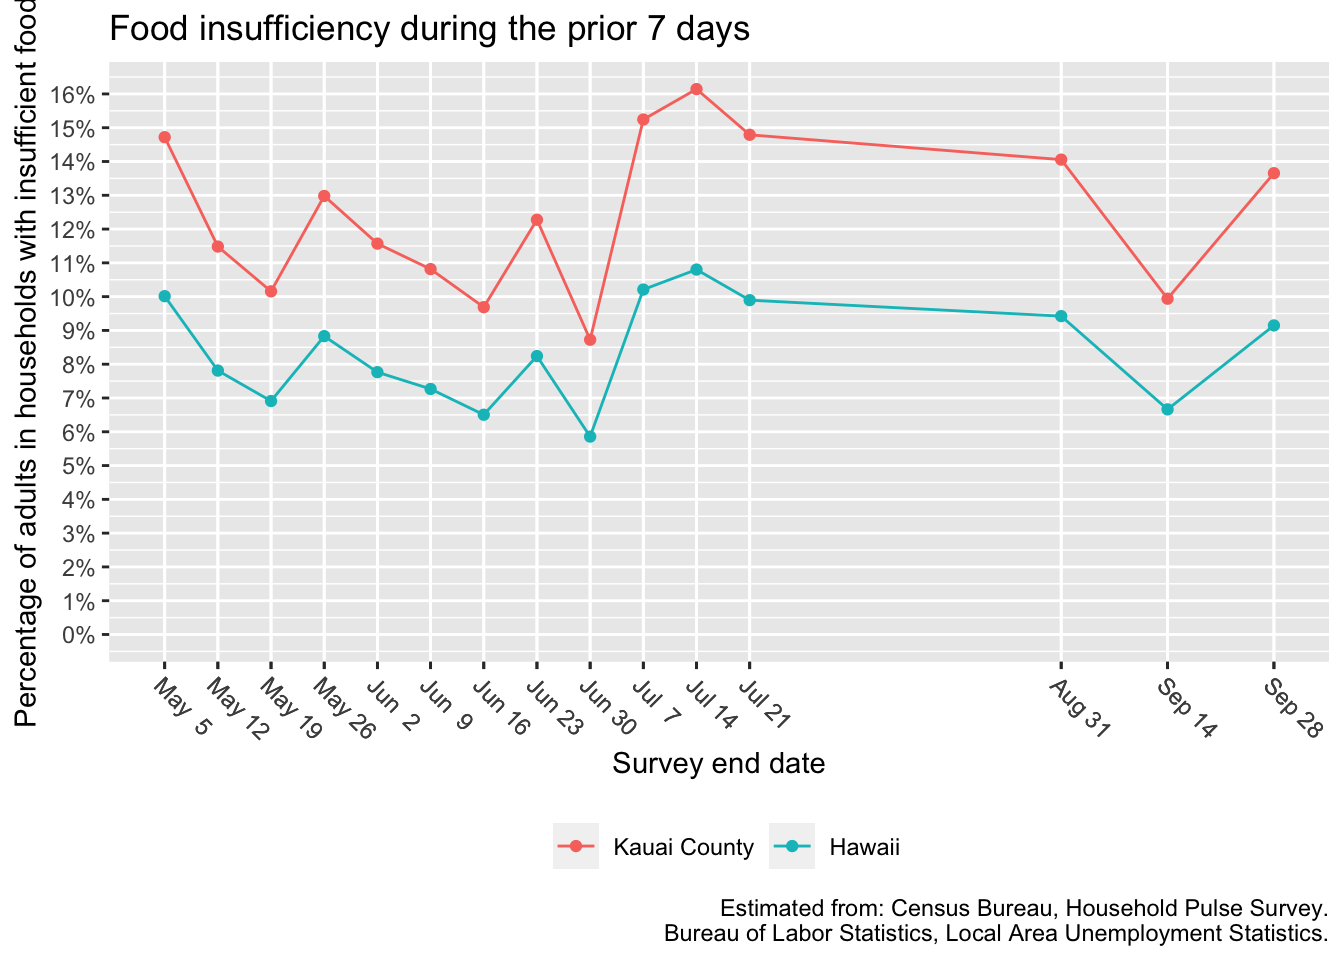 Food insufficiency during the prior 7 days
Percentage of adults in households with insufficient food
16%
15%
14%
13%
12%
11%
10%
9%
8%
7%
6%
5%
4%
3%
2%
1%
0%
May 5
May 12
May 19
May 26
Jun 2
Jun 9
Jun 16
Jun 23
Jun 30
Jul 7
Jul 14
Jul 21
Aug 31
Sep 14
Sep 28
Survey end date
Kauai County
Hawaii
Estimated from: Census Bureau, Household Pulse Survey.
Bureau of Labor Statistics, Local Area Unemployment Statistics.